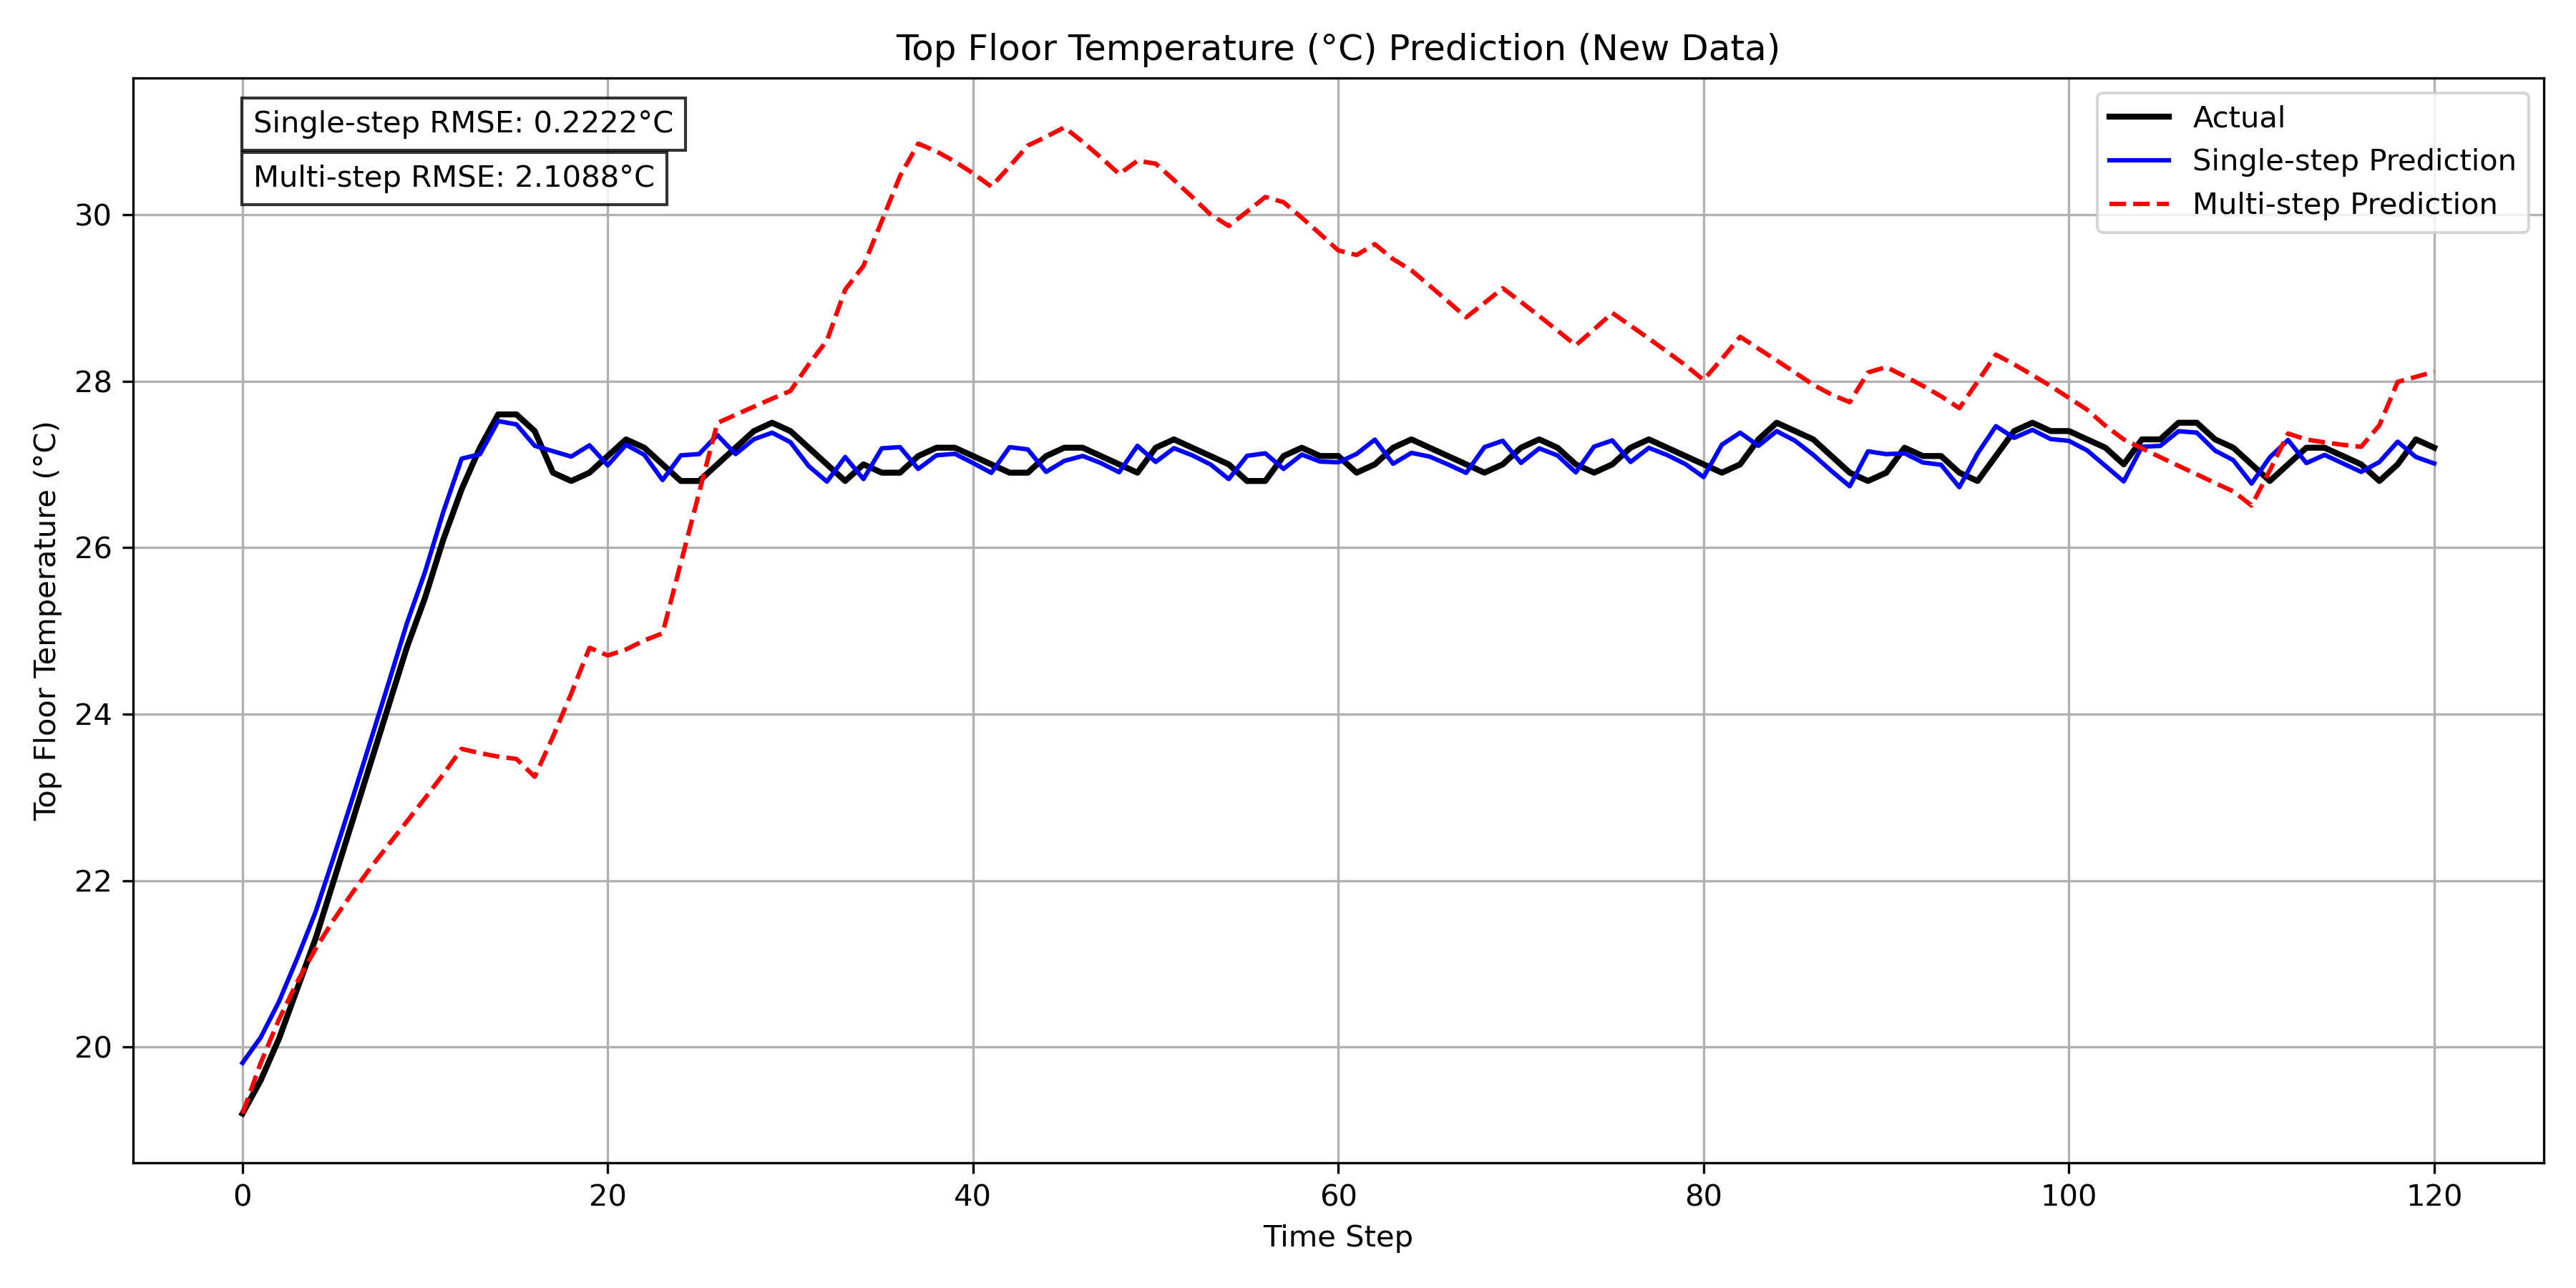 Top Floor Temperature (°C) Prediction (New Data)
Single-step RMSE: 0.2222°C
Multi-step RMSE: 2.1088°C
Actual
Single-step Prediction
Multi-step Prediction
Top Floor Temperature (°C)
30
28
26
24
22
20
0 20 40 60 80 100 120
Time Step